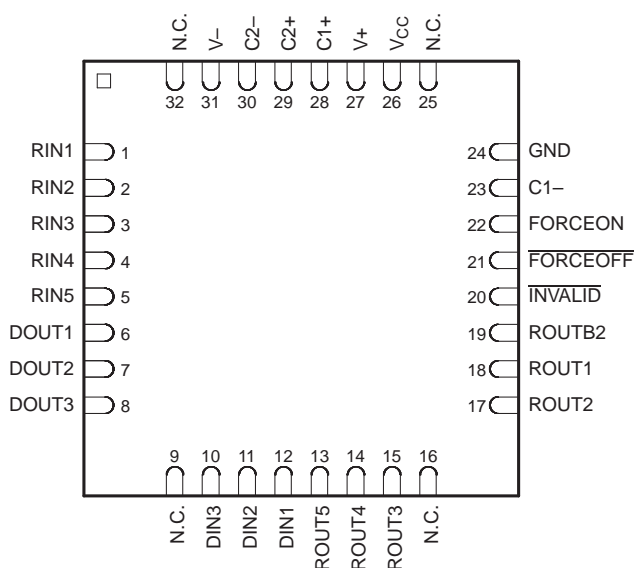 N.C. V– C2– C2+ C1+ V+ VCC N.C.
32 31 30 29 28 27 26 25
RIN1 1 24 GND
RIN2 2 23 C1–
RIN3 3 22 FORCEON
RIN4 4 21 FORCEOFF
RIN5 5 20 INVALID
DOUT1 6 19 ROUTB2
DOUT2 7 18 ROUT1
DOUT3 8 17 ROUT2
9 10 11 12 13 14 15 16
N.C. DIN3 DIN2 DIN1 ROUT5 ROUT4 ROUT3 N.C.